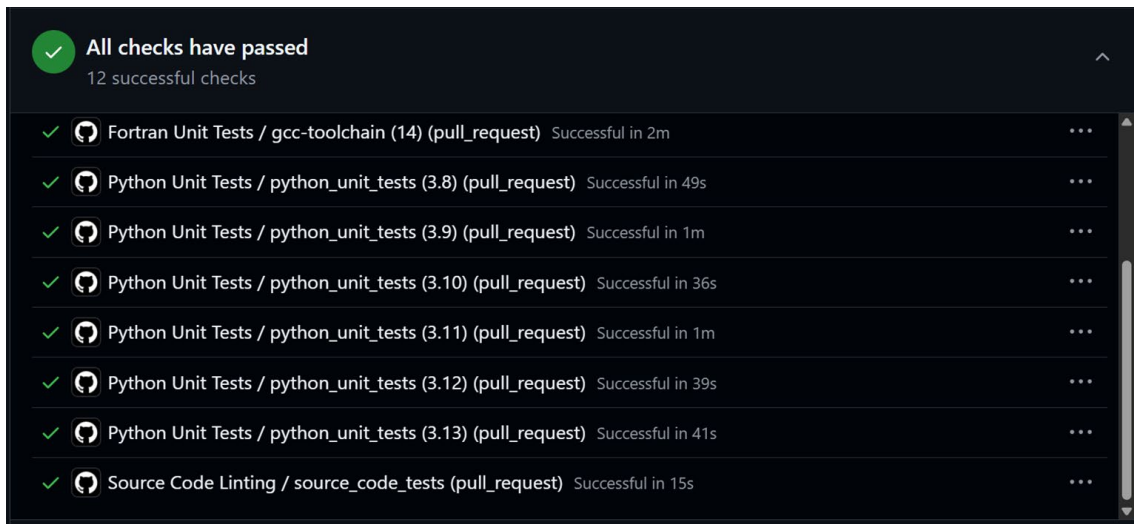 All checks have passed
12 successful checks
Fortran Unit Tests / gcc-toolchain (14) (pull_request) Successful in 2m
Python Unit Tests / python_unit_tests (3.8) (pull_request) Successful in 49s
Python Unit Tests / python_unit_tests (3.9) (pull_request) Successful in 1m
Python Unit Tests / python_unit_tests (3.10) (pull_request) Successful in 36s
Python Unit Tests / python_unit_tests (3.11) (pull_request) Successful in 1m
Python Unit Tests / python_unit_tests (3.12) (pull_request) Successful in 39s
Python Unit Tests / python_unit_tests (3.13) (pull_request) Successful in 41s
Source Code Linting / source_code_tests (pull_request) Successful in 15s